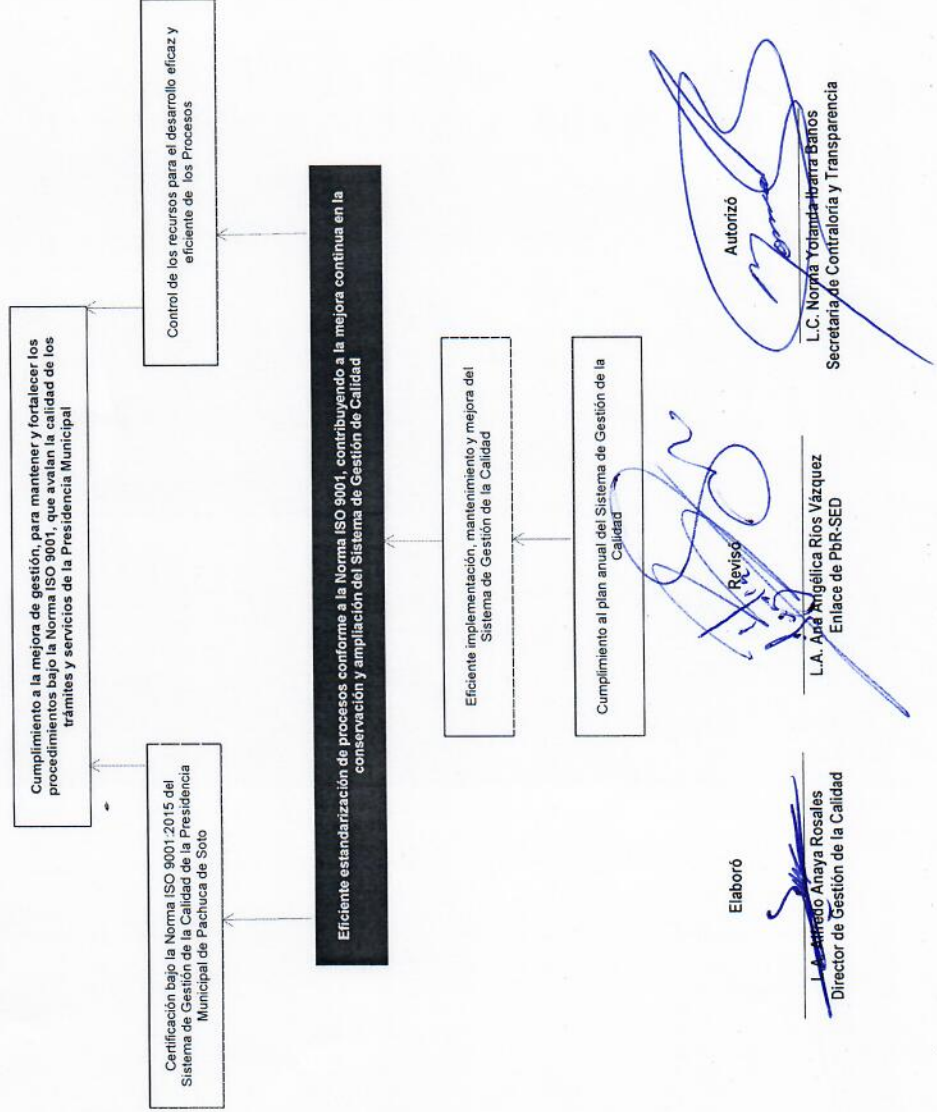 Cumplimiento a la mejora de gestión, para mantener y fortalecer los
procedimientos bajo la Norma ISO 9001, que avalan la calidad de los
trámites y servicios de la Presidencia Municipal
Certificación bajo la Norma ISO 9001:2015 del
Sistema de Gestión de la Calidad de la Presidencia
Municipal de Pachuca de Soto
Control de los recursos para el desarrollo eficaz y
eficiente de los Procesos
Eficiente estandarización de procesos conforme a la Norma ISO 9001, contribuyendo a la mejora continua en la
conservación y ampliación del Sistema de Gestión de Calidad
Eficiente implementación, mantenimiento y mejora del
Sistema de Gestión de la Calidad
Cumplimiento al plan anual del Sistema de Gestión de la
Calidad
Elaboró
L.A. Alfredo Anaya Rosales
Director de Gestión de la Calidad
Revisó
L.A. Ana Angélica Rios Vázquez
Enlace de PbR-SED
Autorizó
L.C. Norma Yolanda Ibarra Baños
Secretaria de Contraloría y Transparencia